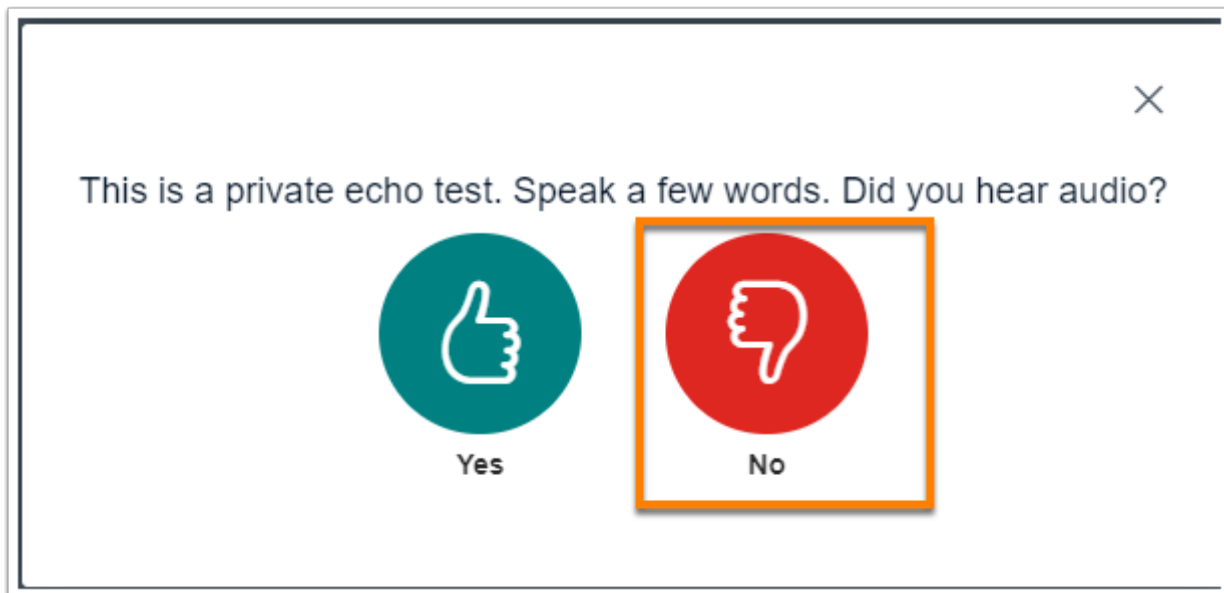 This is a private echo test. Speak a few words. Did you hear audio?
Yes
No